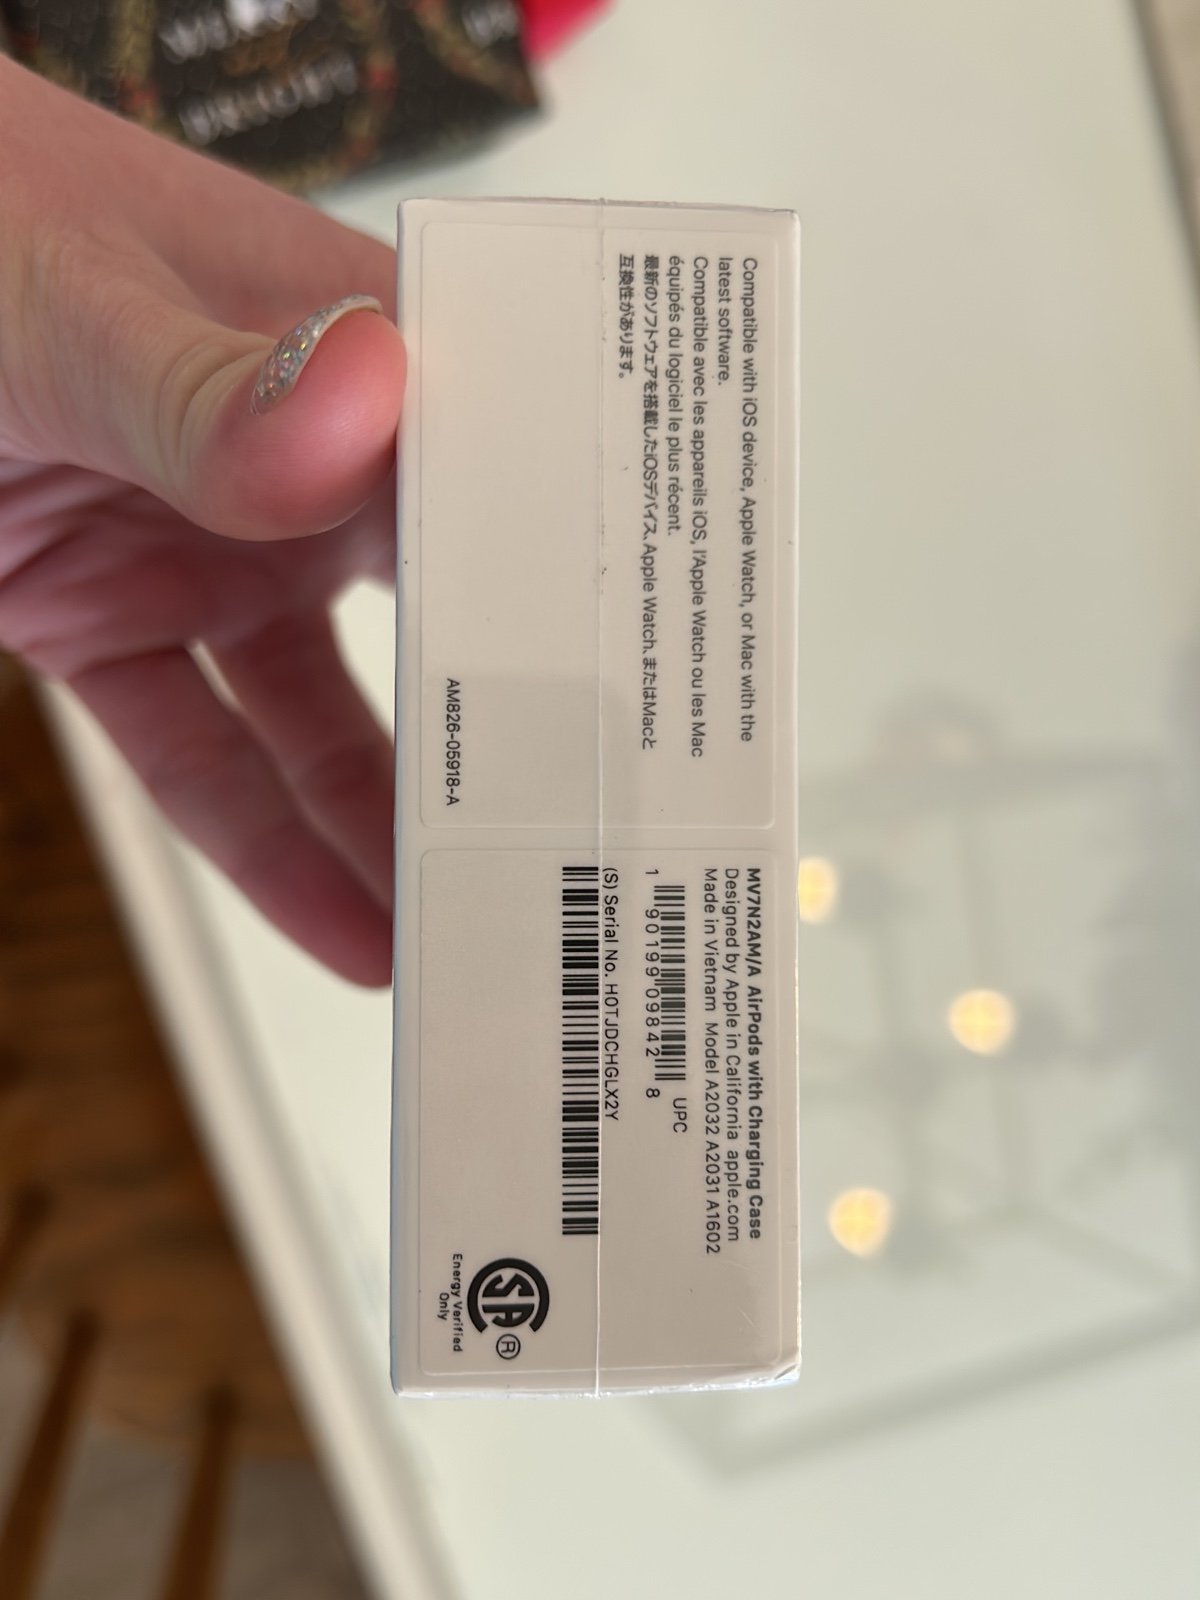 Compatible with iOS device, Apple Watch, or Mac with the
latest software.
Compatible avec les appareils iOS, l'Apple Watch ou les Mac
équipés du logiciel le plus récent.
最新のソフトウェアを搭載したiOSデバイス、Apple Watch、またはMacと
互換性があります。
AM826-05918-A
MV7N2AM/A AirPods with Charging Case
Designed by Apple in California apple.com
Made in Vietnam Model A2032 A2031 A1602
UPC
1 90199 09842 8
(S) Serial No. H0TJDCHGLX2Y
SA®
Energy Verified
Only